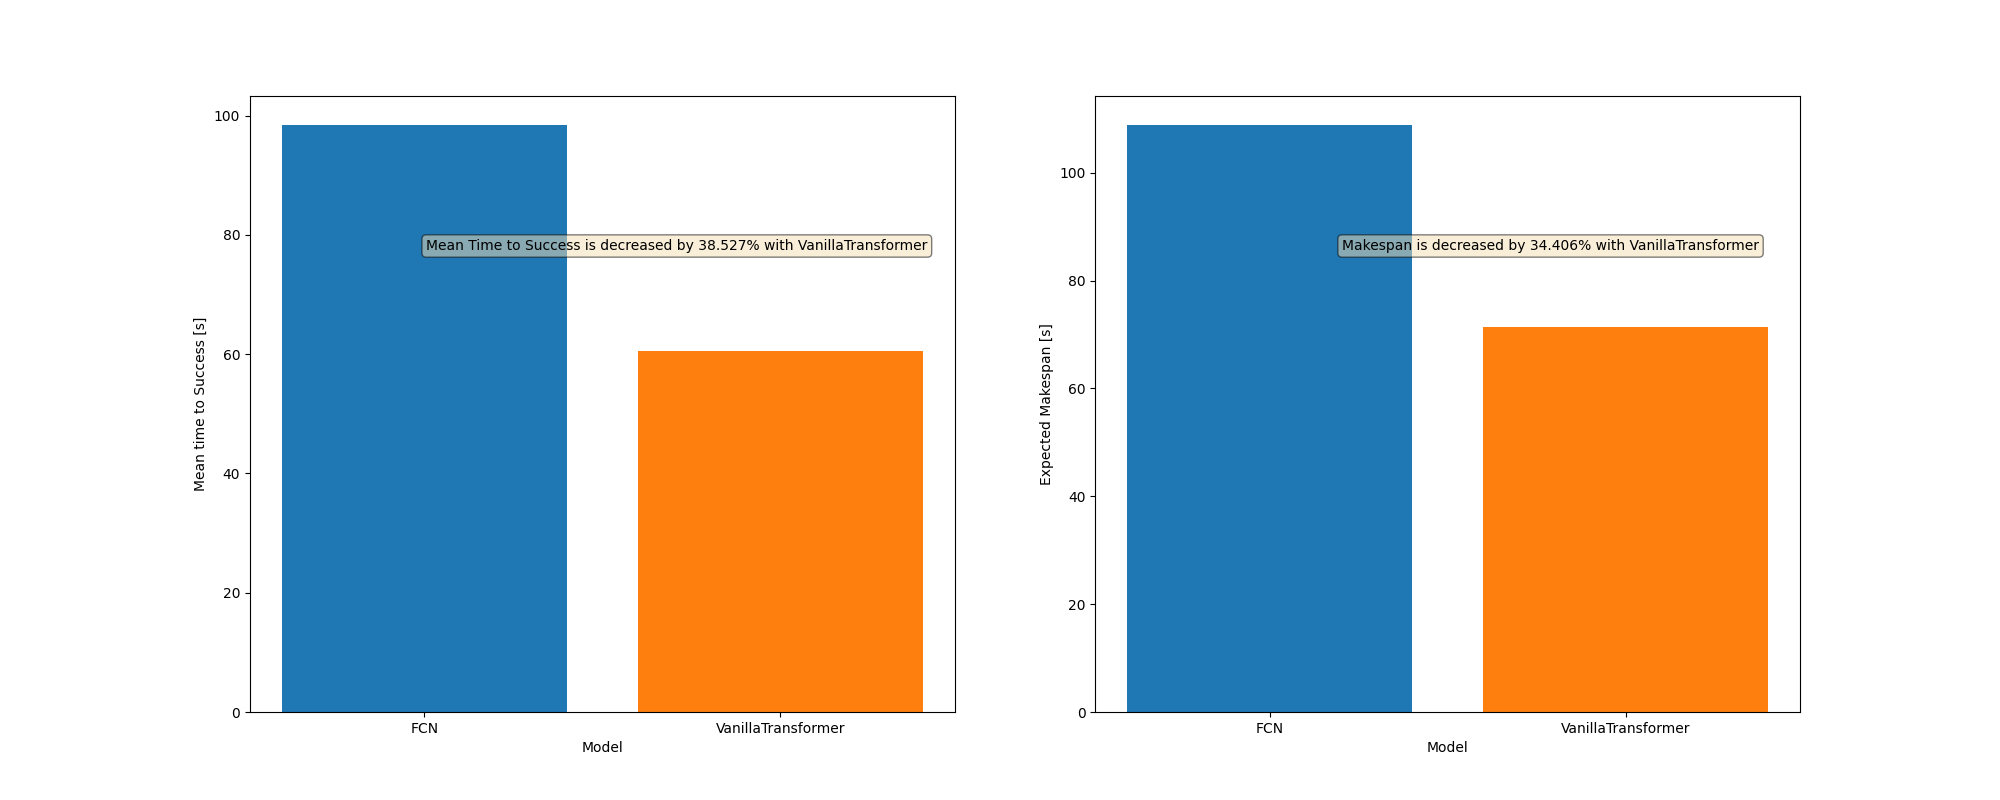 100
80
60
40
20
0
Mean time to Success [s]
Mean Time to Success is decreased by 38.527% with VanillaTransformer
FCN
VanillaTransformer
Model
100
80
60
40
20
0
Expected Makespan [s]
Makespan is decreased by 34.406% with VanillaTransformer
FCN
VanillaTransformer
Model